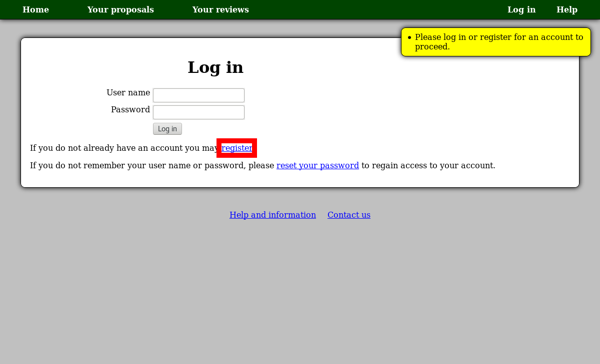 Home Your proposals Your reviews Log in Help
Please log in or register for an account to
proceed.
Log in
User name
Password
Log in
If you do not already have an account you may register.
If you do not remember your user name or password, please reset your password to regain access to your account.
Help and information Contact us